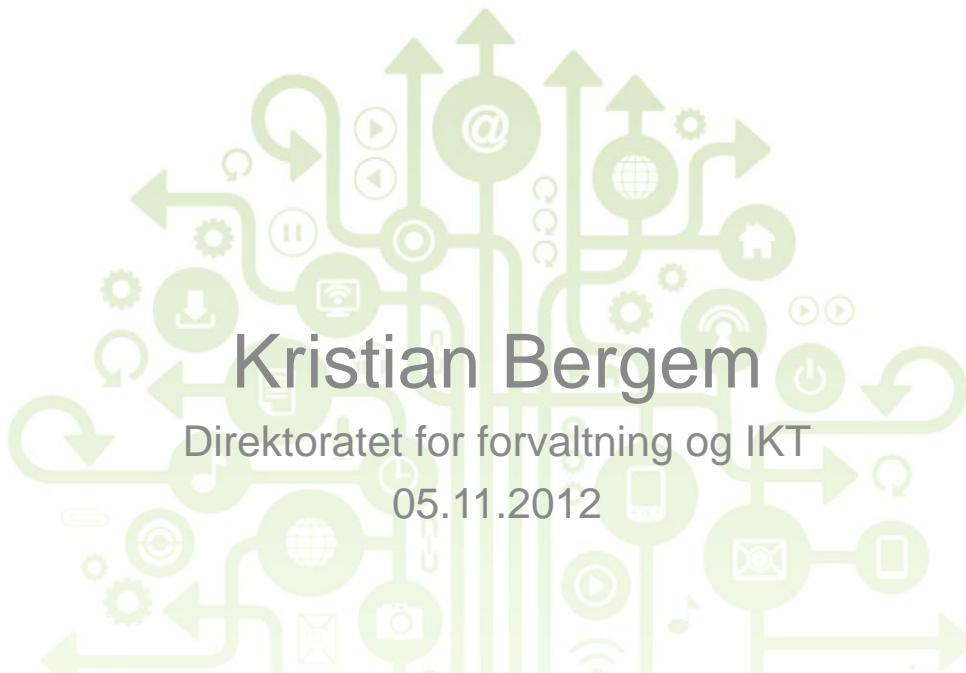 Kristian Bergem
Direktoratet for forvaltning og IKT
05.11.2012